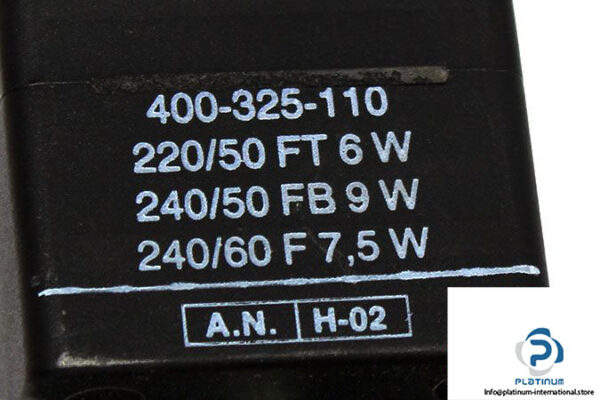 400-325-110
220/50 FT 6 W
240/50 FB 9 W
240/60 F 7,5 W
A.N. H-02
PLATINUM
info@platinum-international.store